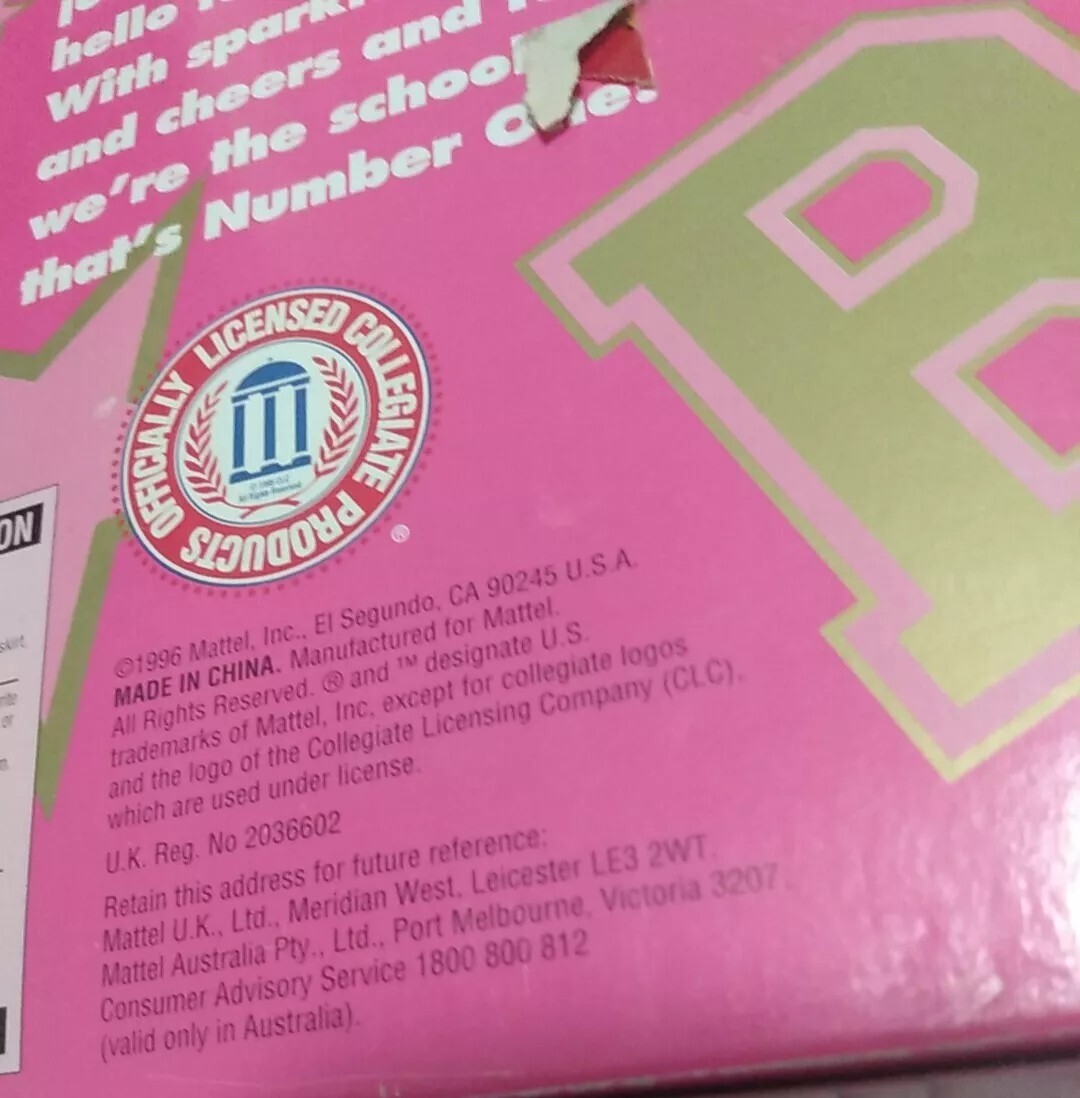 hello
With spark
and cheers and
we're the school
that's Number One!
OFFICIALLY LICENSED COLLEGIATE PRODUCTS
®
©1996 Mattel, Inc., El Segundo, CA 90245 U.S.A.
MADE IN CHINA. Manufactured for Mattel.
All Rights Reserved. ® and ™ designate U.S.
trademarks of Mattel, Inc. except for collegiate logos
and the logo of the Collegiate Licensing Company (CLC),
which are used under license.
U.K. Reg. No 2036602
Retain this address for future reference:
Mattel U.K., Ltd., Meridian West, Leicester LE3 2WT.
Mattel Australia Pty., Ltd., Port Melbourne, Victoria 3207.
Consumer Advisory Service 1800 800 812
(valid only in Australia).
ON
skirt.
or
B